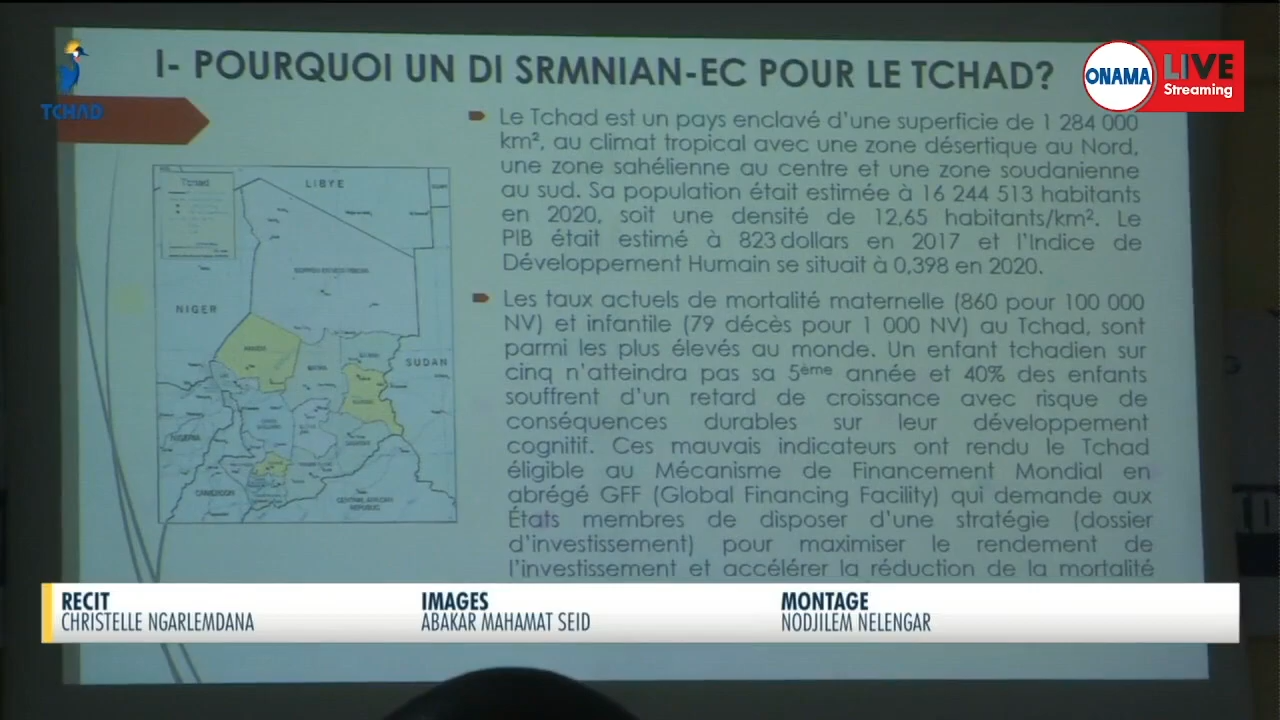 I- POURQUOI UN DI SRMNIAN-EC POUR LE TCHAD?
ONAMA
LIVE
Streaming
TCHAD
Le Tchad est un pays enclavé d'une superficie de 1 284 000
km², au climat tropical avec une zone désertique au Nord,
une zone sahélienne au centre et une zone soudanienne
au sud. Sa population était estimée à 16 244 513 habitants
en 2020, soit une densité de 12,65 habitants/km². Le
PIB était estimé à 823 dollars en 2017 et l'Indice de
Développement Humain se situait à 0,398 en 2020.
Les taux actuels de mortalité maternelle (860 pour 100 000
NV) et infantile (79 décès pour 1 000 NV) au Tchad, sont
parmi les plus élevés au monde. Un enfant tchadien sur
cinq n'atteindra pas sa 5ème année et 40% des enfants
souffrent d'un retard de croissance avec risque de
conséquences durables sur leur développement
cognitif. Ces mauvais indicateurs ont rendu le Tchad
éligible au Mécanisme de Financement Mondial en
abrégé GFF (Global Financing Facility) qui demande aux
États membres de disposer d'une stratégie (dossier
d'investissement) pour maximiser le rendement de
l'investissement et accélérer la réduction de la mortalité
Tchad
LIBYE
NIGER
SUDAN
NIGERIA
CAMEROON
CENTRAL AFRICAN
REPUBLIC
RECIT
CHRISTELLE NGARLEMDANA
IMAGES
ABAKAR MAHAMAT SEID
MONTAGE
NODJILEM NELENGAR